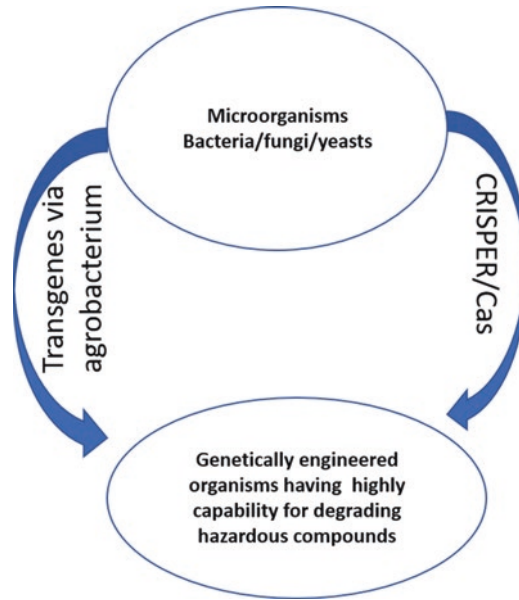 Microorganisms
Bacteria/fungi/yeasts
Transgenes via
agrobacterium
CRISPER/Cas
Genetically engineered
organisms having highly
capability for degrading
hazardous compounds